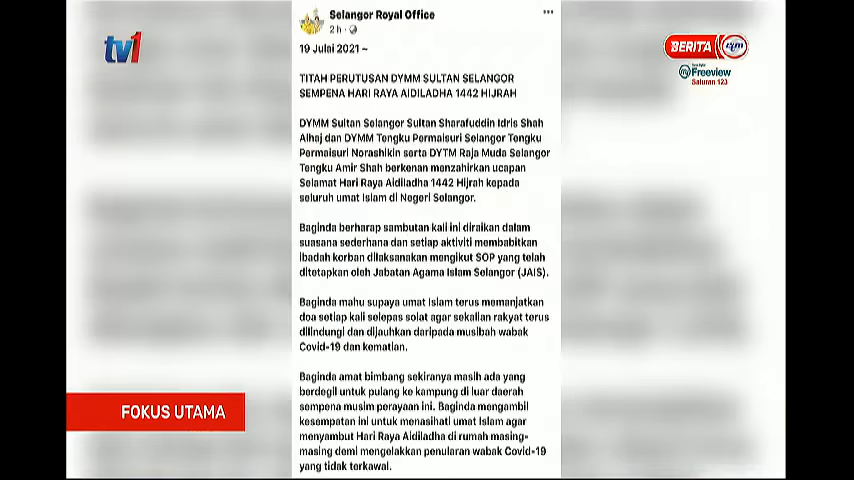 tv1
Selangor Royal Office
2 h ·
19 Julai 2021 ~
TITAH PERUTUSAN DYMM SULTAN SELANGOR
SEMPENA HARI RAYA AIDILADHA 1442 HIJRAH
DYMM Sultan Selangor Sultan Sharafuddin Idris Shah
Alhaj dan DYMM Tengku Permaisuri Selangor Tengku
Permaisuri Norashikin serta DYTM Raja Muda Selangor
Tengku Amir Shah berkenan menzahirkan ucapan
Selamat Hari Raya Aidiladha 1442 Hijrah kepada
seluruh umat Islam di Negeri Selangor.
Baginda berharap sambutan kali ini diraikan dalam
suasana sederhana dan setiap aktiviti membabitkan
ibadah korban dilaksanakan mengikut SOP yang telah
ditetapkan oleh Jabatan Agama Islam Selangor (JAIS).
Baginda mahu supaya umat Islam terus memanjatkan
doa setiap kali selepas solat agar sekalian rakyat terus
dilindungi dan dijauhkan daripada musibah wabak
Covid-19 dan kematian.
Baginda amat bimbang sekiranya masih ada yang
berdegil untuk pulang ke kampung di luar daerah
sempena musim perayaan ini. Baginda mengambil
kesempatan ini untuk menasihati umat Islam agar
menyambut Hari Raya Aidiladha di rumah masing-
masing demi mengelakkan penularan wabak Covid-19
yang tidak terkawal.
BERITA rtm
Freeview
Saluran 123
FOKUS UTAMA